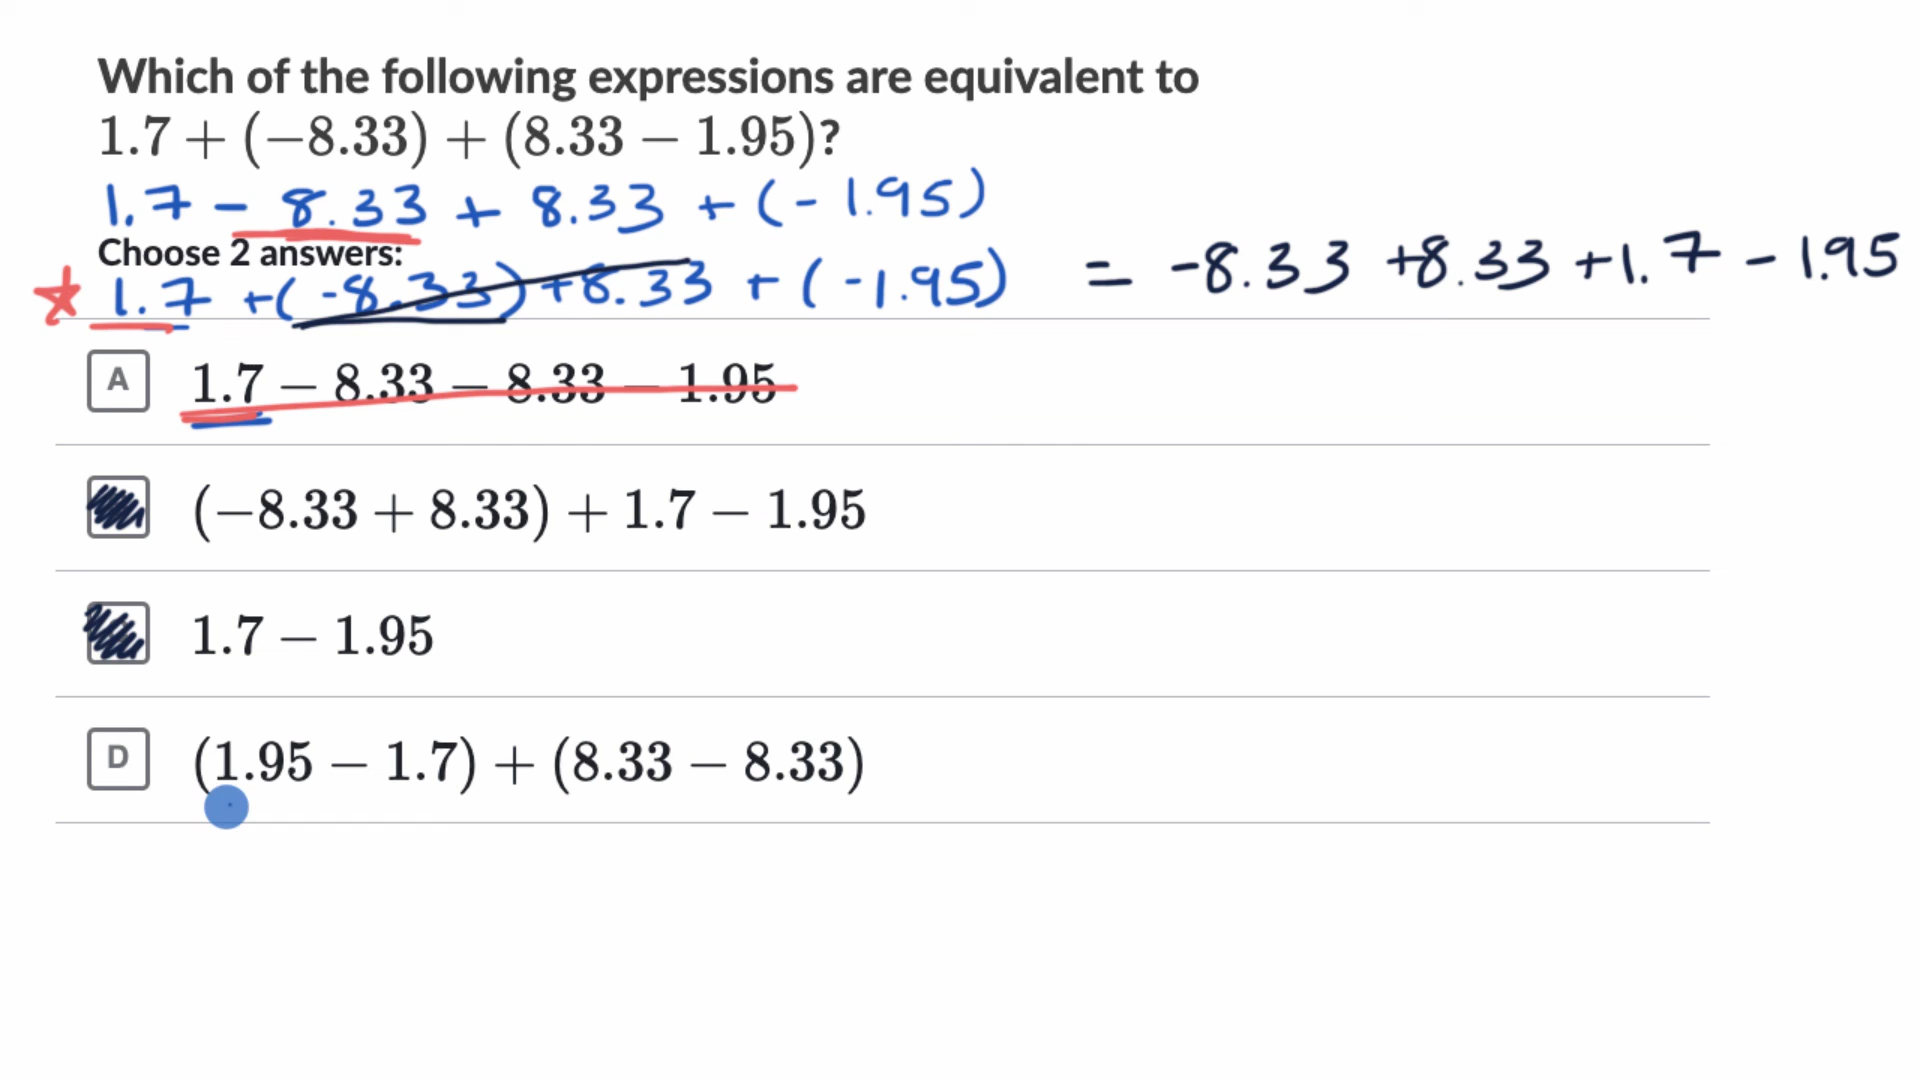 Which of the following expressions are equivalent to
1.7 + (−8.33) + (8.33 − 1.95)?
1.7 - 8.33 + 8.33 + (- 1.95)
Choose 2 answers:
1.7 +( -8.33) +8.33 + ( -1.95) = -8.33 +8.33 +1.7 - 1.95
A 1.7 − 8.33 − 8.33 − 1.95
(−8.33 + 8.33) + 1.7 − 1.95
1.7 − 1.95
D (1.95 − 1.7) + (8.33 − 8.33)